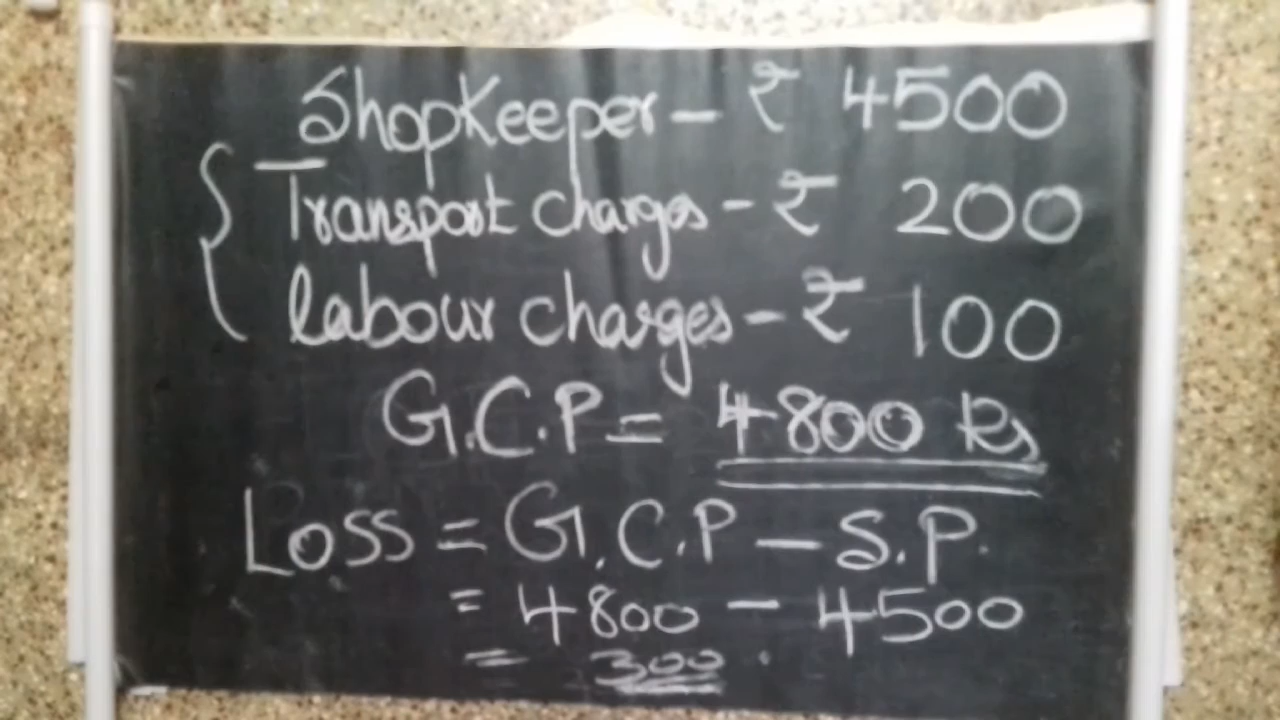 Shopkeeper - ₹ 4500
Transport charges - ₹ 200
labour charges - ₹ 100
G.C.P = 4800 Rs
Loss = G.C.P - S.P.
= 4800 - 4500
= 300.